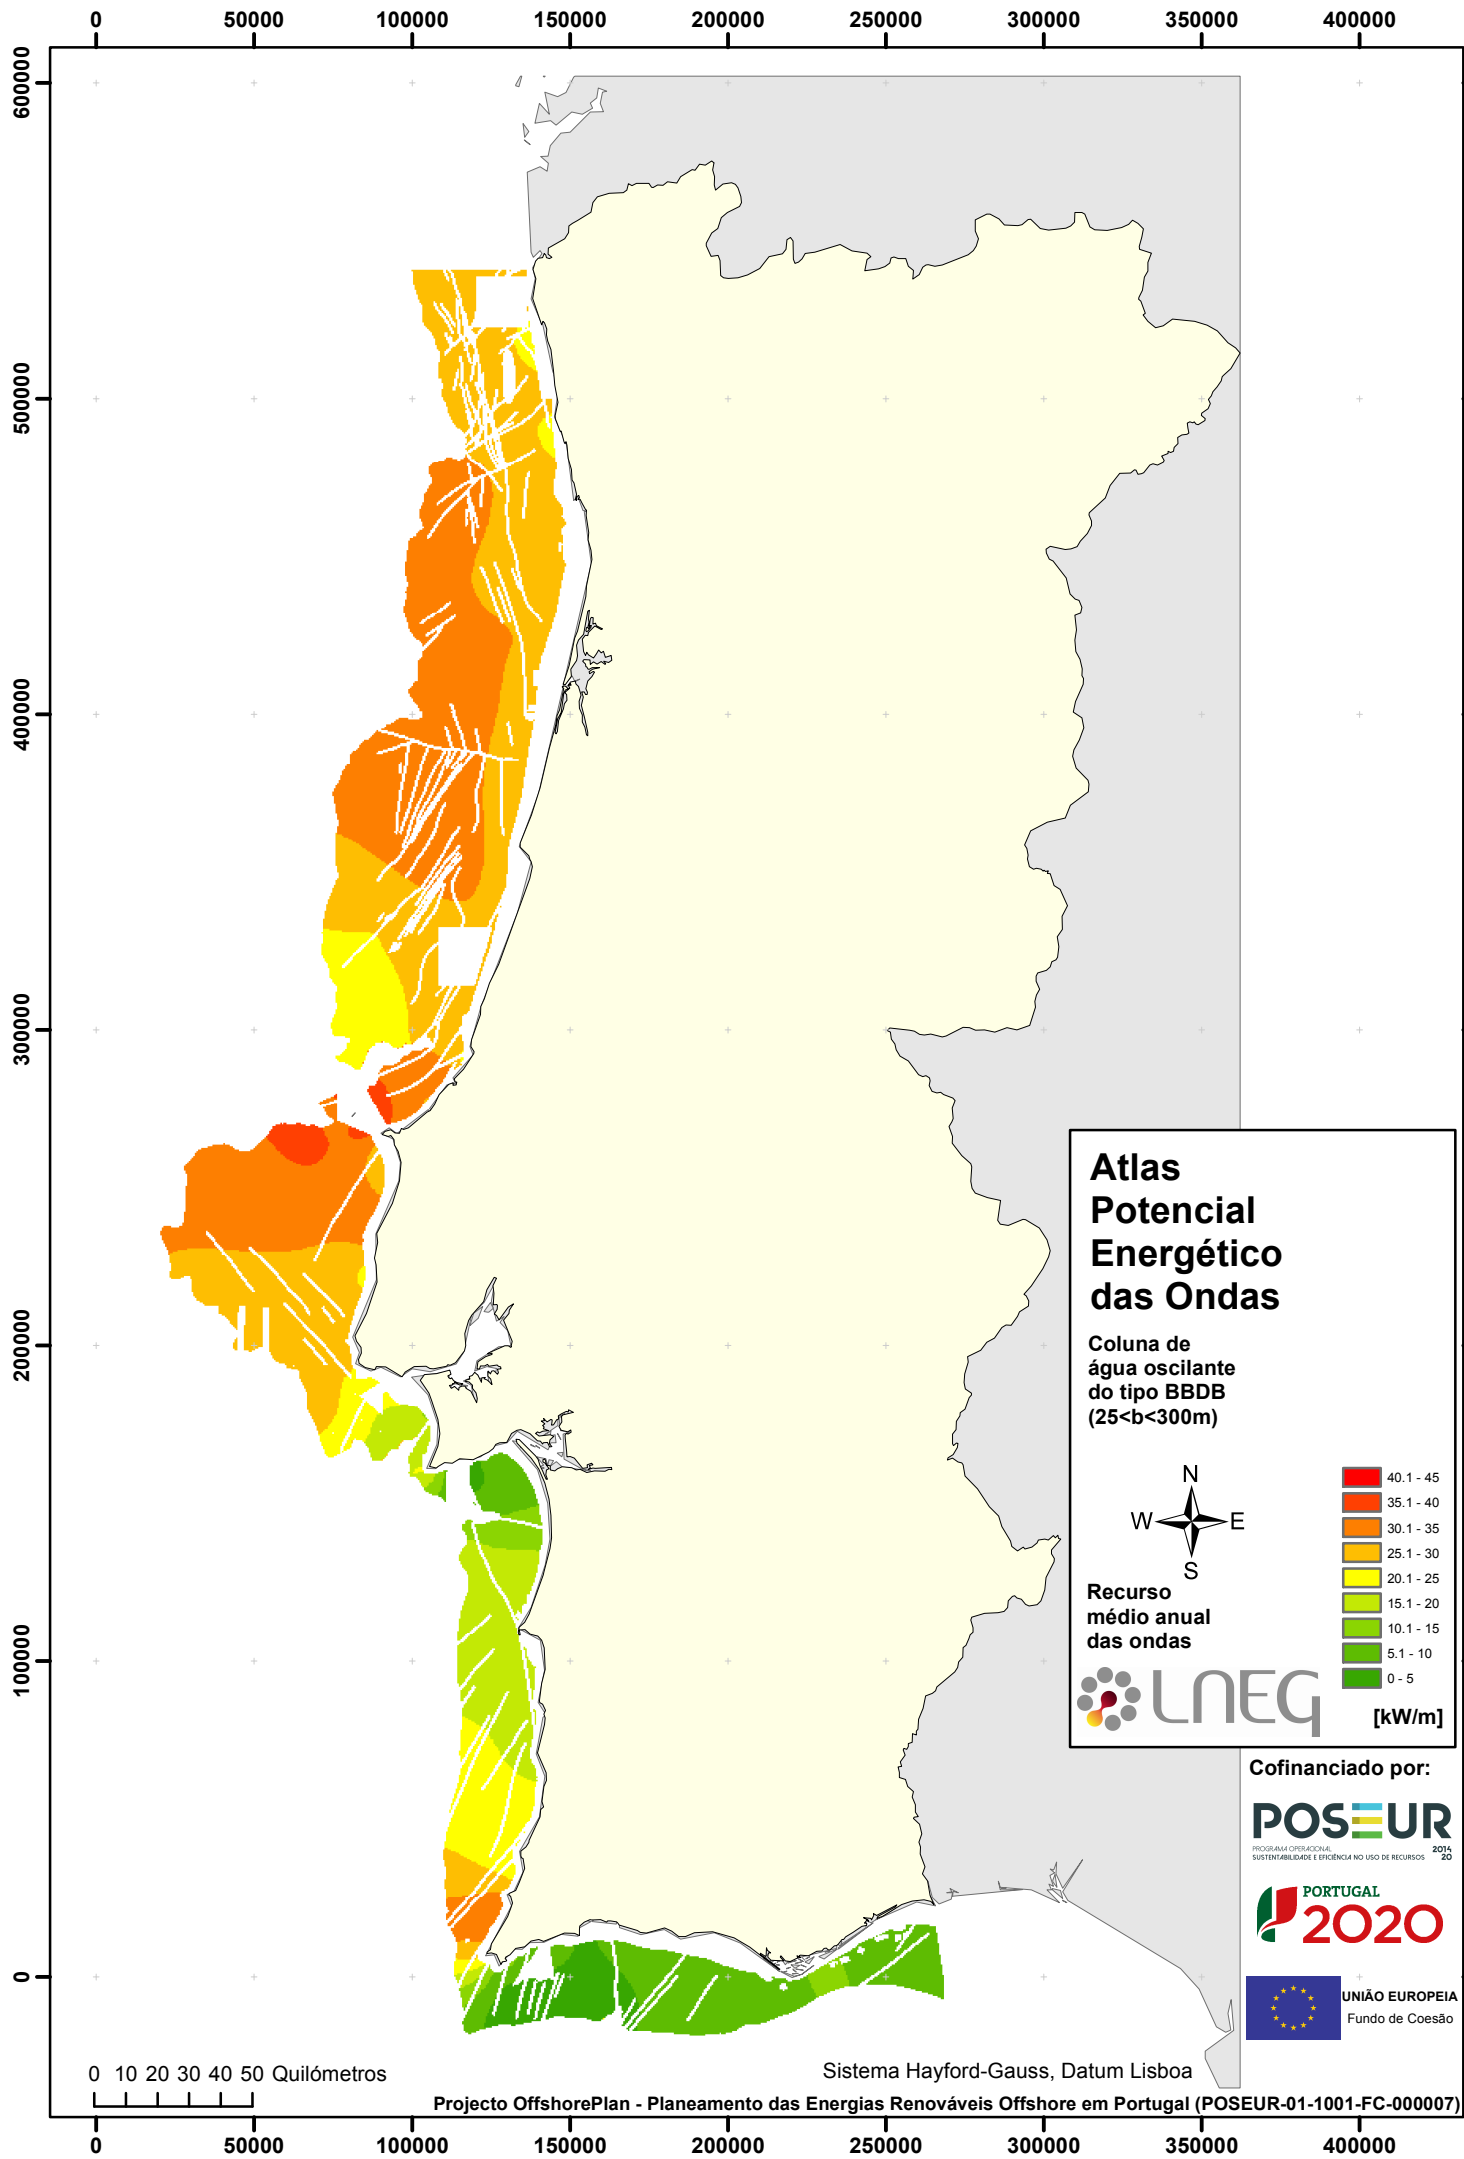 0 50000 100000 150000 200000 250000 300000 350000 400000
600000
500000
400000
300000
200000
100000
0
Atlas
Potencial
Energético
das Ondas
Coluna de
água oscilante
do tipo BBDB
(25<b<300m)
N
W E
S
Recurso
médio anual
das ondas
40.1 - 45
35.1 - 40
30.1 - 35
25.1 - 30
20.1 - 25
15.1 - 20
10.1 - 15
5.1 - 10
0 - 5
[kW/m]
LNEG
Cofinanciado por:
POSEUR
PROGRAMA OPERACIONAL
SUSTENTABILIDADE E EFICIÊNCIA NO USO DE RECURSOS
2014
20
PORTUGAL
2020
UNIÃO EUROPEIA
Fundo de Coesão
0 10 20 30 40 50 Quilómetros
Sistema Hayford-Gauss, Datum Lisboa
Projecto OffshorePlan - Planeamento das Energias Renováveis Offshore em Portugal (POSEUR-01-1001-FC-000007)
0 50000 100000 150000 200000 250000 300000 350000 400000